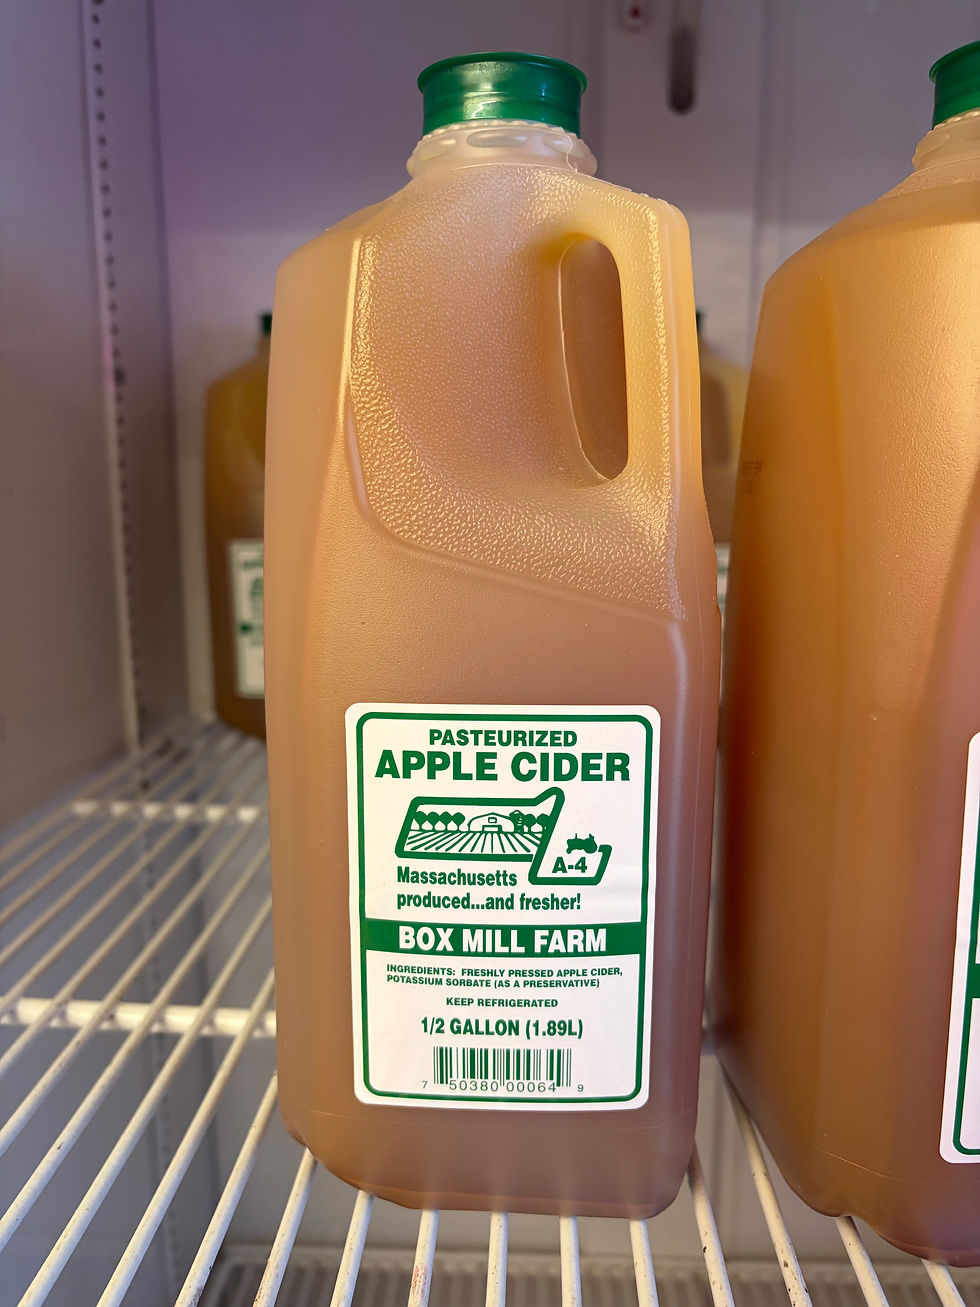 PASTEURIZED
APPLE CIDER
A-4
Massachusetts
produced...and fresher!
BOX MILL FARM
INGREDIENTS: FRESHLY PRESSED APPLE CIDER,
POTASSIUM SORBATE (AS A PRESERVATIVE)
KEEP REFRIGERATED
1/2 GALLON (1.89L)
7 50380 00064 9